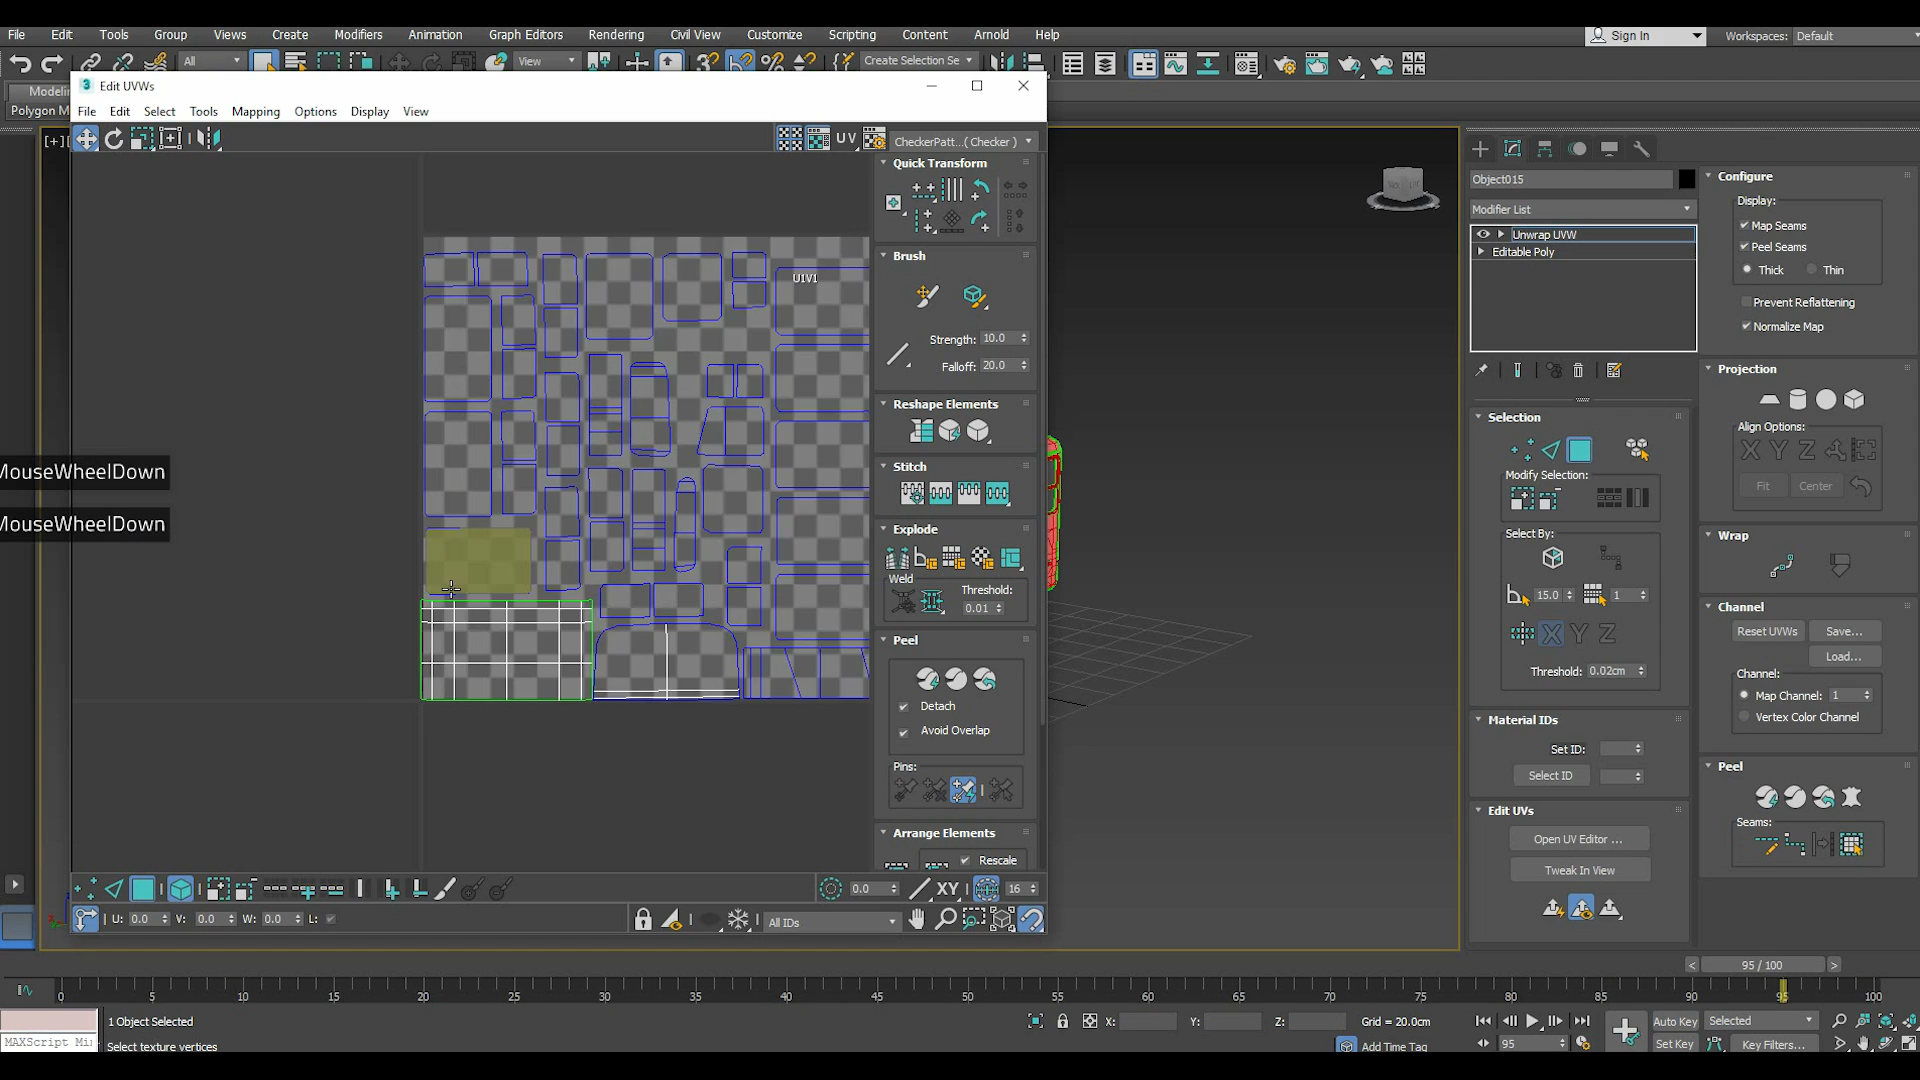 File Edit Tools Group Views Create Modifiers Animation Graph Editors Rendering Civil View Customize Scripting Content Arnold Help
Sign In Workspaces: Default
All View Create Selection Se
Polygon M
[+]
Edit UVWs
File Edit Select Tools Mapping Options Display View
UV CheckerPatt...( Checker )
Quick Transform
Brush
Strength: 10.0
Falloff: 20.0
Reshape Elements
Stitch
Explode
Weld Threshold:
0.01
Peel
Detach
Avoid Overlap
Pins:
Arrange Elements
Rescale
U1V1
MouseWheelDown
MouseWheelDown
0.0 XY 16
U: 0.0 V: 0.0 W: 0.0 L:
All IDs
Object015
Modifier List
Unwrap UVW
Editable Poly
Selection
Modify Selection:
Select By:
15.0 1
X Y Z
Threshold: 0.02cm
Material IDs
Set ID:
Select ID
Edit UVs
Open UV Editor ...
Tweak In View
Configure
Display:
Map Seams
Peel Seams
Thick Thin
Prevent Reflattening
Normalize Map
Projection
Align Options:
X Y Z
Fit Center
Wrap
Channel
Reset UVWs Save...
Load...
Channel:
Map Channel: 1
Vertex Color Channel
Peel
Seams:
< 95 / 100 >
0 5 10 15 20 25 30 35 40 45 50 55 60 65 70 75 80 85 90 95 100
1 Object Selected X: Y: Z: Grid = 20.0cm Auto Key Selected
MAXScript Mi
Select texture vertices Add Time Tag 95 Set Key Key Filters...